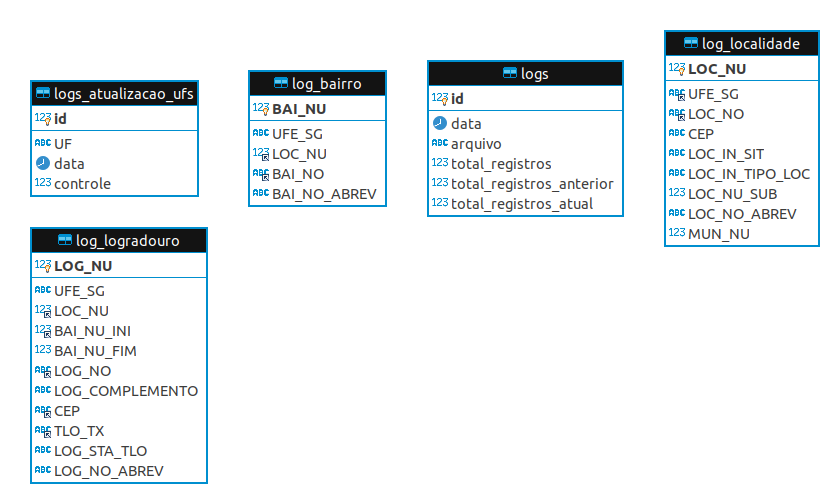 logs_atualizacao_ufs
123 id
ABC UF
data
123 controle
log_bairro
123 BAI_NU
ABC UFE_SG
123 LOC_NU
ABC BAI_NO
ABC BAI_NO_ABREV
logs
123 id
data
ABC arquivo
123 total_registros
123 total_registros_anterior
123 total_registros_atual
log_localidade
123 LOC_NU
ABC UFE_SG
ABC LOC_NO
ABC CEP
ABC LOC_IN_SIT
ABC LOC_IN_TIPO_LOC
123 LOC_NU_SUB
ABC LOC_NO_ABREV
123 MUN_NU
log_logradouro
123 LOG_NU
ABC UFE_SG
123 LOC_NU
123 BAI_NU_INI
123 BAI_NU_FIM
ABC LOG_NO
ABC LOG_COMPLEMENTO
ABC CEP
ABC TLO_TX
ABC LOG_STA_TLO
ABC LOG_NO_ABREV